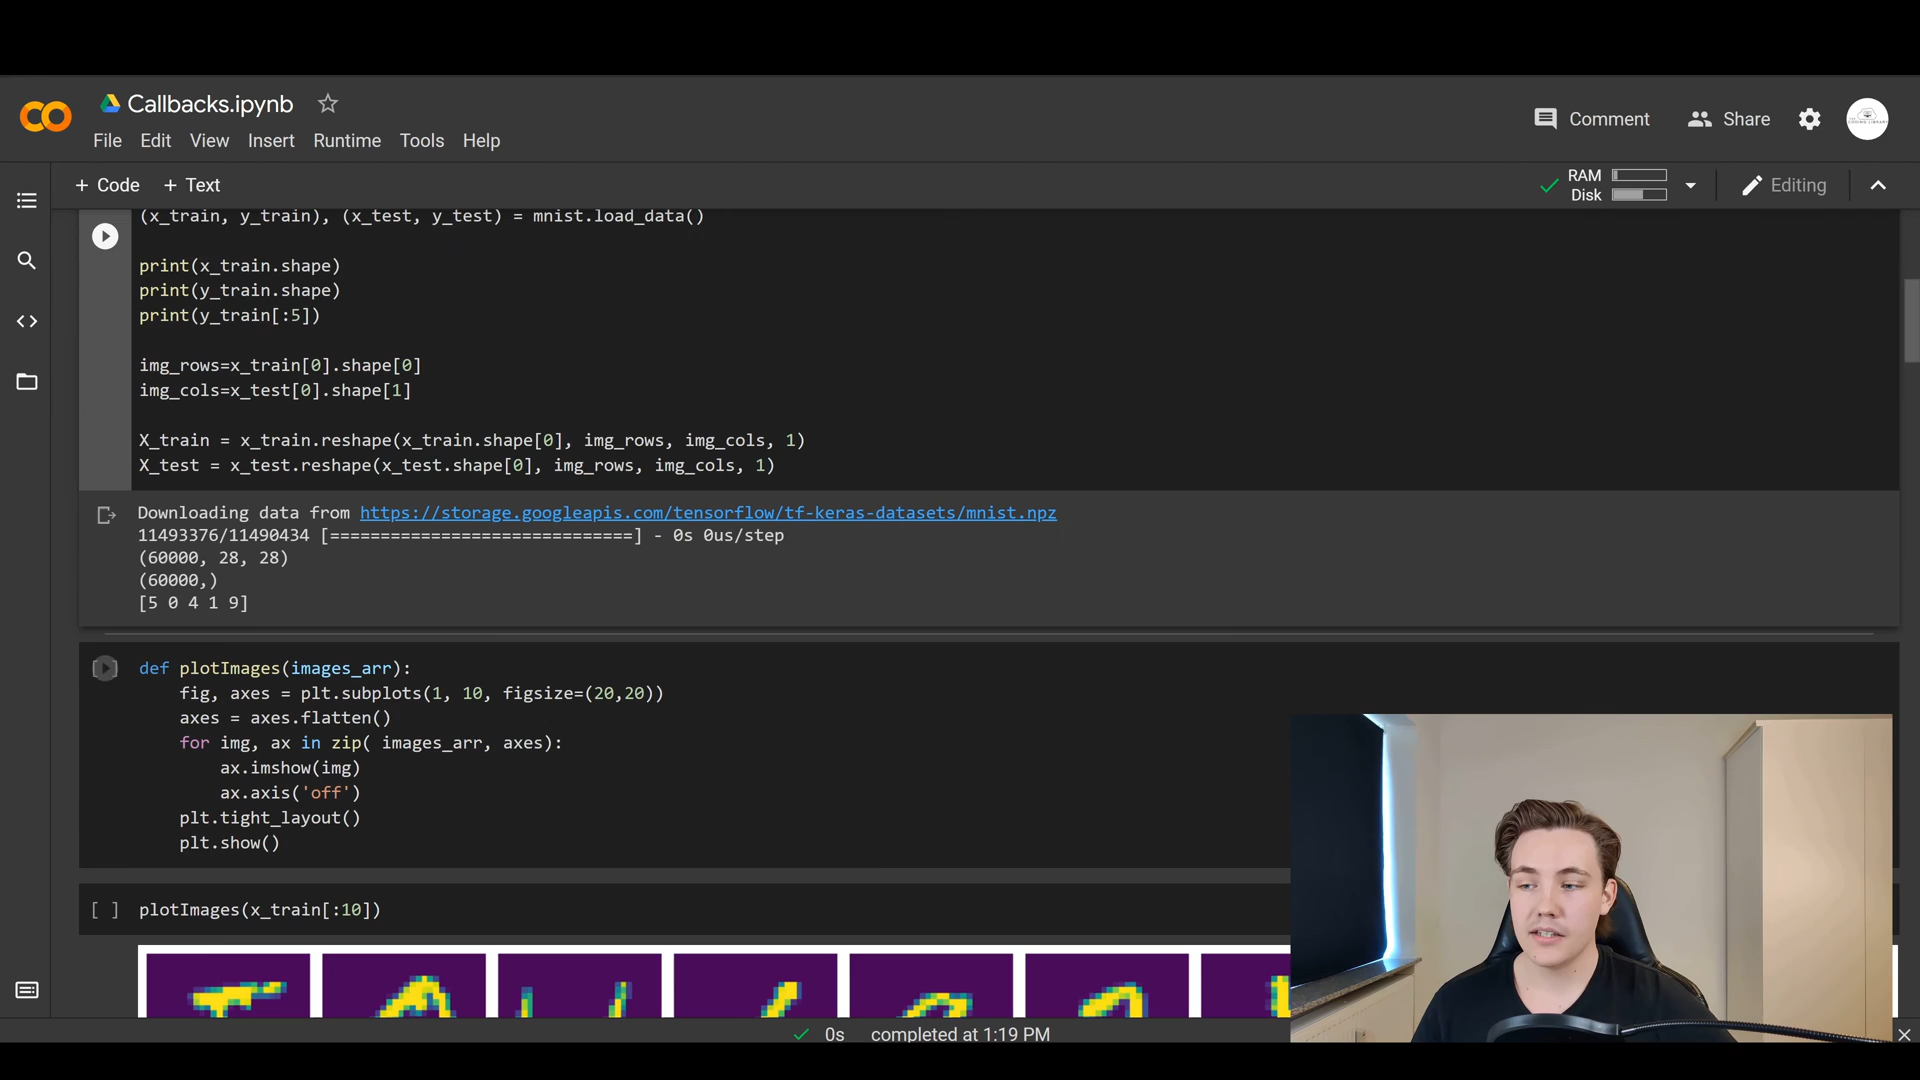 Callbacks.ipynb
File Edit View Insert Runtime Tools Help
Comment
Share
+ Code + Text
RAM
Disk
Editing
(x_train, y_train), (x_test, y_test) = mnist.load_data()
print(x_train.shape)
print(y_train.shape)
print(y_train[:5])
img_rows=x_train[0].shape[0]
img_cols=x_test[0].shape[1]
X_train = x_train.reshape(x_train.shape[0], img_rows, img_cols, 1)
X_test = x_test.reshape(x_test.shape[0], img_rows, img_cols, 1)
Downloading data from https://storage.googleapis.com/tensorflow/tf-keras-datasets/mnist.npz
11493376/11490434 [==============================] - 0s 0us/step
(60000, 28, 28)
(60000,)
[5 0 4 1 9]
def plotImages(images_arr):
    fig, axes = plt.subplots(1, 10, figsize=(20,20))
    axes = axes.flatten()
    for img, ax in zip( images_arr, axes):
        ax.imshow(img)
        ax.axis('off')
    plt.tight_layout()
    plt.show()
[ ] plotImages(x_train[:10])
0s completed at 1:19 PM